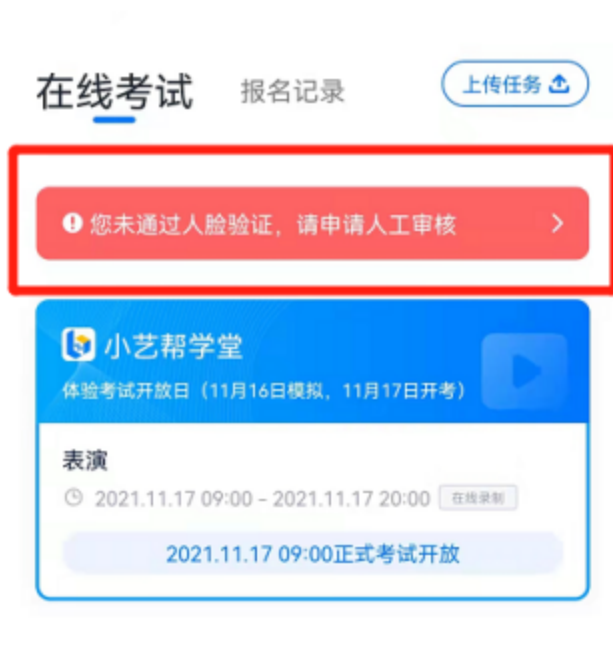 在线考试 报名记录 上传任务
您未通过人脸验证，请申请人工审核
小艺帮学堂
体验考试开放日（11月16日模拟，11月17日开考）
表演
2021.11.17 09:00 - 2021.11.17 20:00 在线录制
2021.11.17 09:00正式考试开放